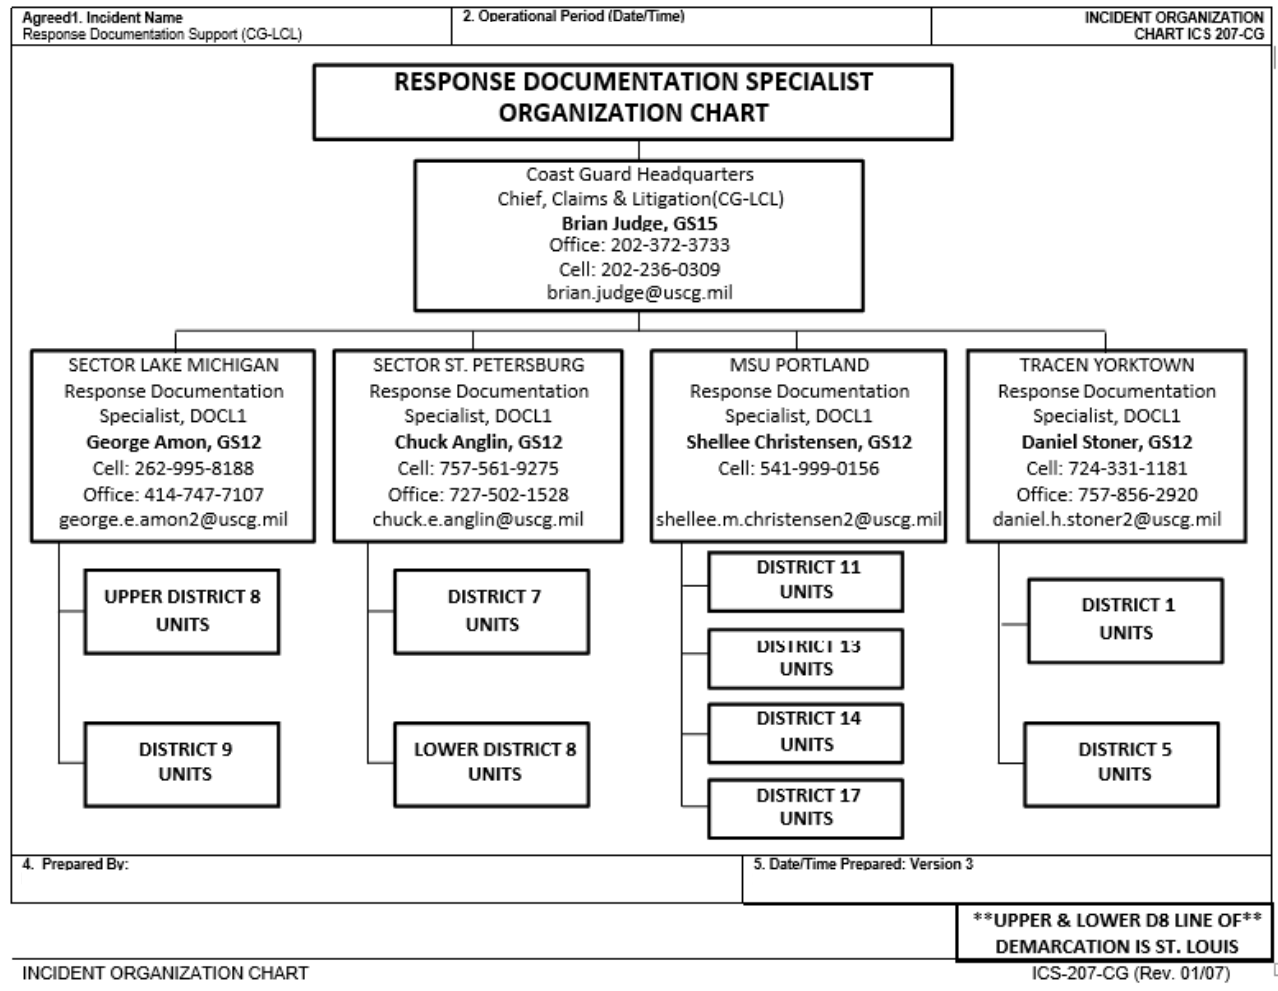 Agreed1. Incident Name
Response Documentation Support (CG-LCL)
2. Operational Period (Date/Time)
INCIDENT ORGANIZATION
CHART ICS 207-CG
RESPONSE DOCUMENTATION SPECIALIST
ORGANIZATION CHART
Coast Guard Headquarters
Chief, Claims & Litigation(CG-LCL)
Brian Judge, GS15
Office: 202-372-3733
Cell: 202-236-0309
brian.judge@uscg.mil
SECTOR LAKE MICHIGAN
Response Documentation
Specialist, DOCL1
George Amon, GS12
Cell: 262-995-8188
Office: 414-747-7107
george.e.amon2@uscg.mil
SECTOR ST. PETERSBURG
Response Documentation
Specialist, DOCL1
Chuck Anglin, GS12
Cell: 757-561-9275
Office: 727-502-1528
chuck.e.anglin@uscg.mil
MSU PORTLAND
Response Documentation
Specialist, DOCL1
Shellee Christensen, GS12
Cell: 541-999-0156
shellee.m.christensen2@uscg.mil
TRACEN YORKTOWN
Response Documentation
Specialist, DOCL1
Daniel Stoner, GS12
Cell: 724-331-1181
Office: 757-856-2920
daniel.h.stoner2@uscg.mil
UPPER DISTRICT 8
UNITS
DISTRICT 9
UNITS
DISTRICT 7
UNITS
LOWER DISTRICT 8
UNITS
DISTRICT 11
UNITS
DISTRICT 13
UNITS
DISTRICT 14
UNITS
DISTRICT 17
UNITS
DISTRICT 1
UNITS
DISTRICT 5
UNITS
4. Prepared By:
5. Date/Time Prepared: Version 3
**UPPER & LOWER D8 LINE OF**
DEMARCATION IS ST. LOUIS
INCIDENT ORGANIZATION CHART
ICS-207-CG (Rev. 01/07)